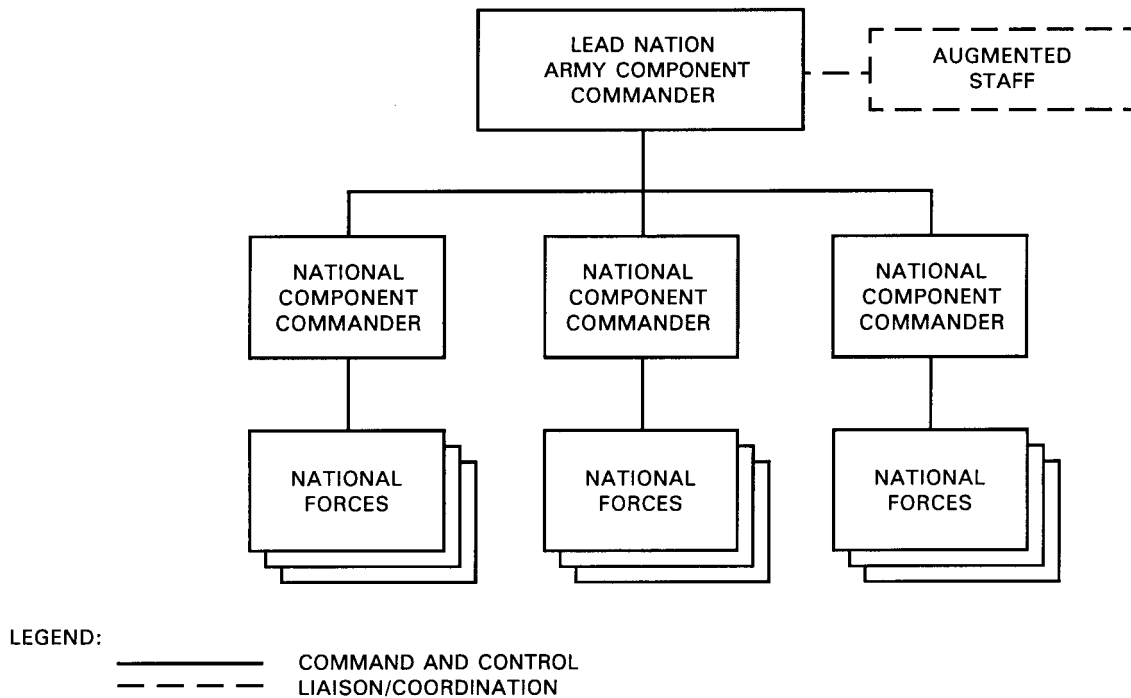 LEAD NATION
ARMY COMPONENT
COMMANDER
AUGMENTED
STAFF
NATIONAL
COMPONENT
COMMANDER
NATIONAL
COMPONENT
COMMANDER
NATIONAL
COMPONENT
COMMANDER
NATIONAL
FORCES
NATIONAL
FORCES
NATIONAL
FORCES
LEGEND:
COMMAND AND CONTROL
LIAISON/COORDINATION